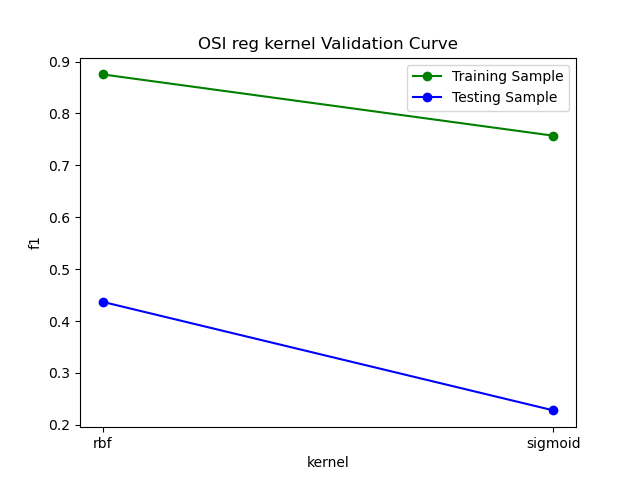 OSI reg kernel Validation Curve
Training Sample
Testing Sample
0.9
0.8
0.7
0.6
0.5
0.4
0.3
0.2
f1
rbf
sigmoid
kernel